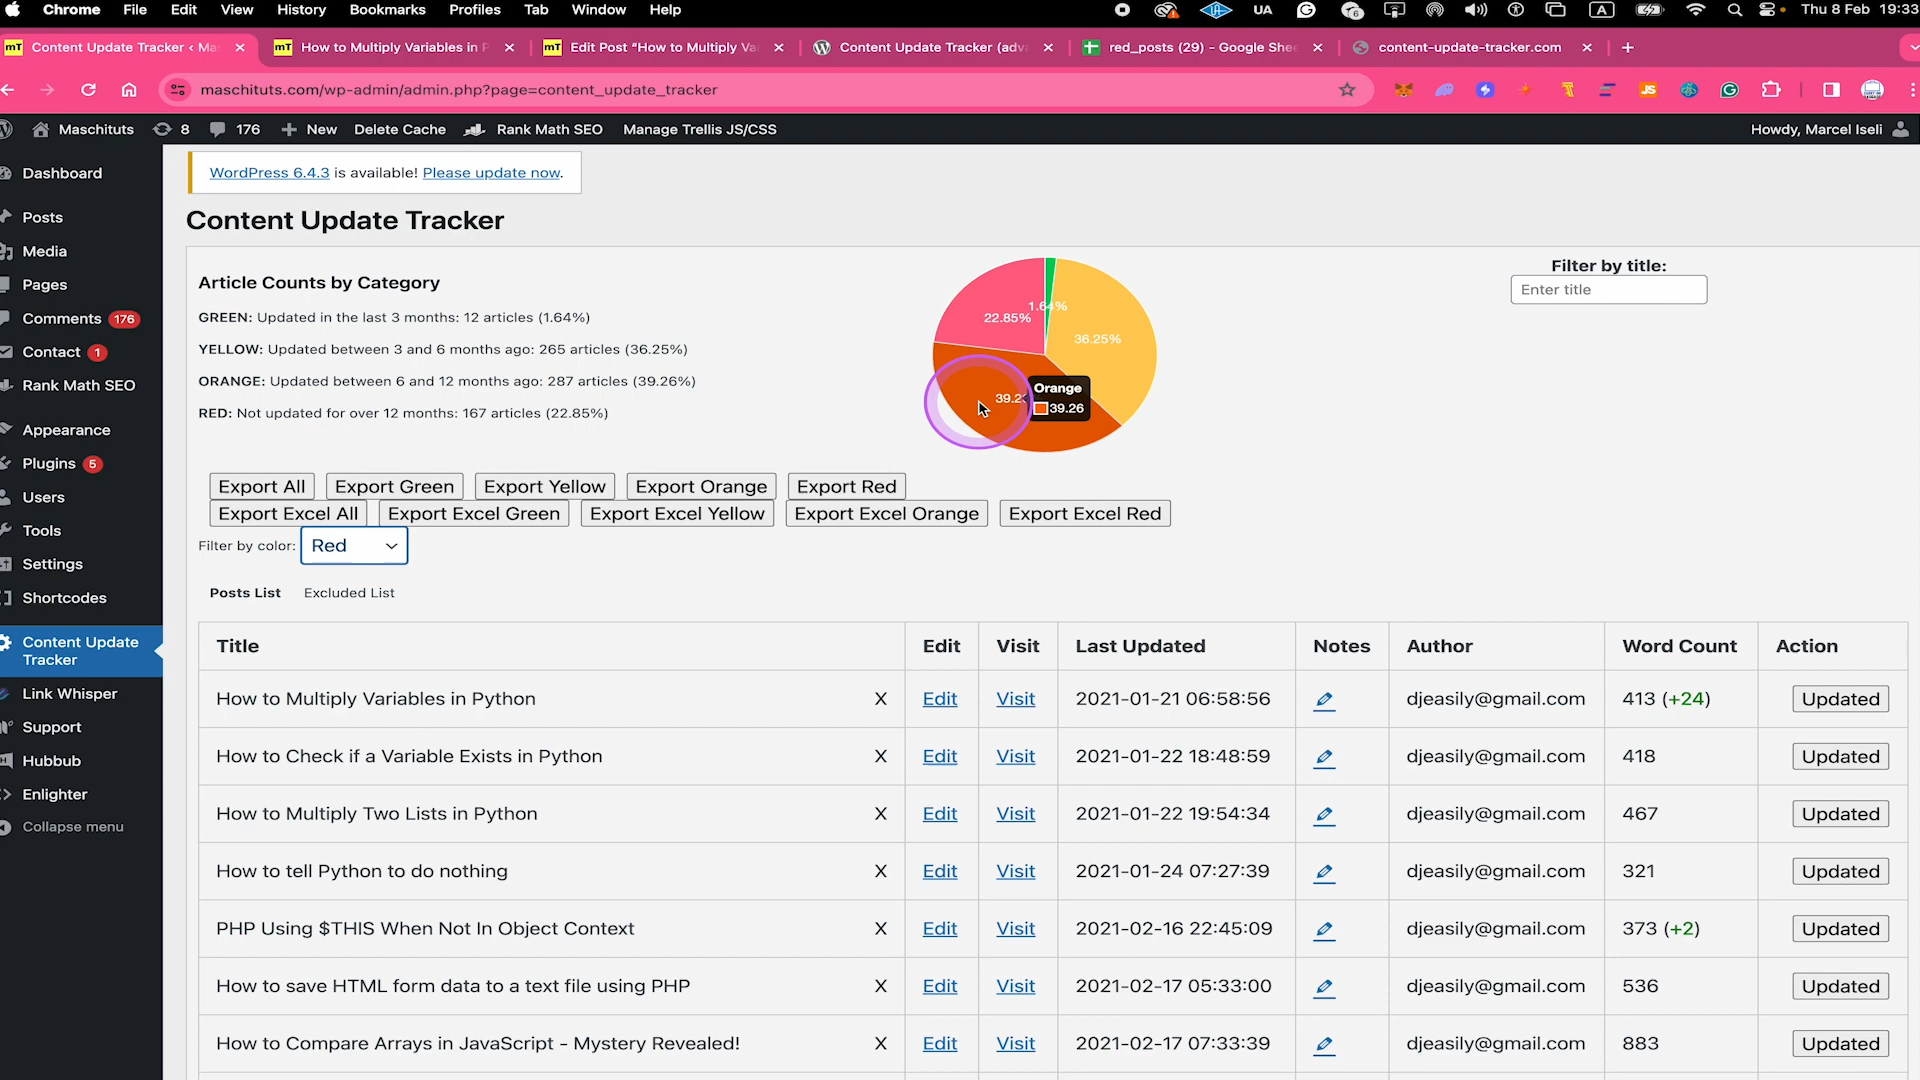 Chrome File Edit View History Bookmarks Profiles Tab Window Help UA 6 A Thu 8 Feb 19:33
mT Content Update Tracker ‹ Ma × mT How to Multiply Variables in P × mT Edit Post “How to Multiply Va × Content Update Tracker (adv × red_posts (29) - Google She × content-update-tracker.com × +
maschituts.com/wp-admin/admin.php?page=content_update_tracker JS
Maschituts 8 176 + New Delete Cache Rank Math SEO Manage Trellis JS/CSS Howdy, Marcel Iseli
Dashboard
Posts
Media
Pages
Comments 176
Contact 1
Rank Math SEO
Appearance
Plugins 5
Users
Tools
Settings
Shortcodes
Content Update
Tracker
Link Whisper
Support
Hubbub
Enlighter
Collapse menu
WordPress 6.4.3 is available! Please update now.
Content Update Tracker
Article Counts by Category
GREEN: Updated in the last 3 months: 12 articles (1.64%)
YELLOW: Updated between 3 and 6 months ago: 265 articles (36.25%)
ORANGE: Updated between 6 and 12 months ago: 287 articles (39.26%)
RED: Not updated for over 12 months: 167 articles (22.85%)
1.64%
22.85%
36.25%
39.2
Orange
39.26
Filter by title:
Enter title
Export All Export Green Export Yellow Export Orange Export Red
Export Excel All Export Excel Green Export Excel Yellow Export Excel Orange Export Excel Red
Filter by color: Red
Posts List Excluded List
Title Edit Visit Last Updated Notes Author Word Count Action
How to Multiply Variables in Python X Edit Visit 2021-01-21 06:58:56 djeasily@gmail.com 413 (+24) Updated
How to Check if a Variable Exists in Python X Edit Visit 2021-01-22 18:48:59 djeasily@gmail.com 418 Updated
How to Multiply Two Lists in Python X Edit Visit 2021-01-22 19:54:34 djeasily@gmail.com 467 Updated
How to tell Python to do nothing X Edit Visit 2021-01-24 07:27:39 djeasily@gmail.com 321 Updated
PHP Using $THIS When Not In Object Context X Edit Visit 2021-02-16 22:45:09 djeasily@gmail.com 373 (+2) Updated
How to save HTML form data to a text file using PHP X Edit Visit 2021-02-17 05:33:00 djeasily@gmail.com 536 Updated
How to Compare Arrays in JavaScript - Mystery Revealed! X Edit Visit 2021-02-17 07:33:39 djeasily@gmail.com 883 Updated